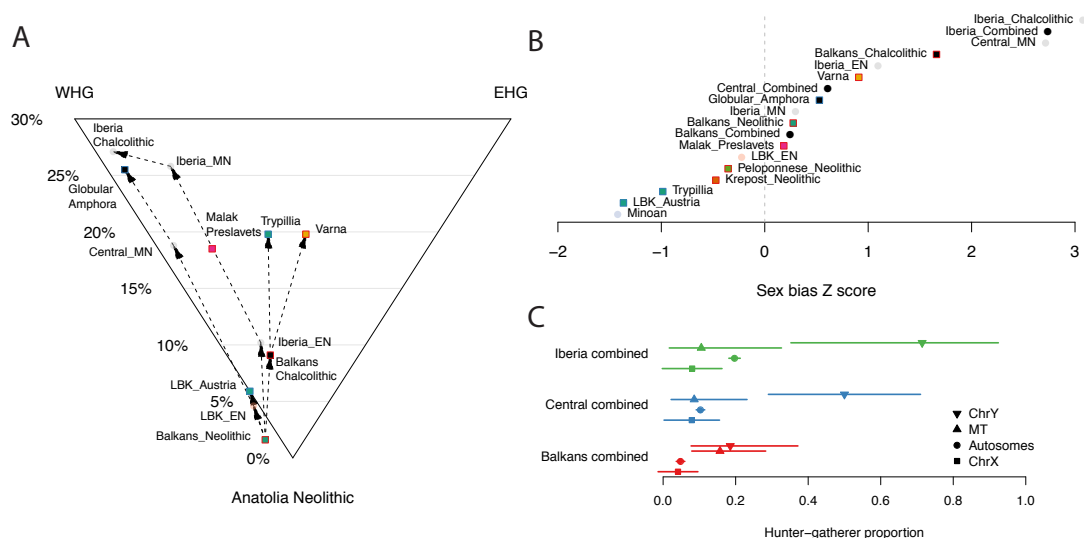 A
WHG
EHG
30%
Iberia
Chalcolithic
Iberia_MN
25%
Globular
Amphora
Malak
Preslavets
Trypillia
Varna
20%
Central_MN
15%
10%
Iberia_EN
Balkans
Chalcolithic
LBK_Austria
5%
LBK_EN
Balkans_Neolithic
0%
Anatolia Neolithic
B
Iberia_Chalcolithic
Iberia_Combined
Central_MN
Balkans_Chalcolithic
Iberia_EN
Varna
Central_Combined
Globular_Amphora
Iberia_MN
Balkans_Neolithic
Balkans_Combined
Malak_Preslavets
LBK_EN
Peloponnese_Neolithic
Krepost_Neolithic
Trypillia
LBK_Austria
Minoan
−2 −1 0 1 2 3
Sex bias Z score
C
Iberia combined
Central combined
Balkans combined
ChrY
MT
Autosomes
ChrX
0.0 0.2 0.4 0.6 0.8 1.0
Hunter−gatherer proportion